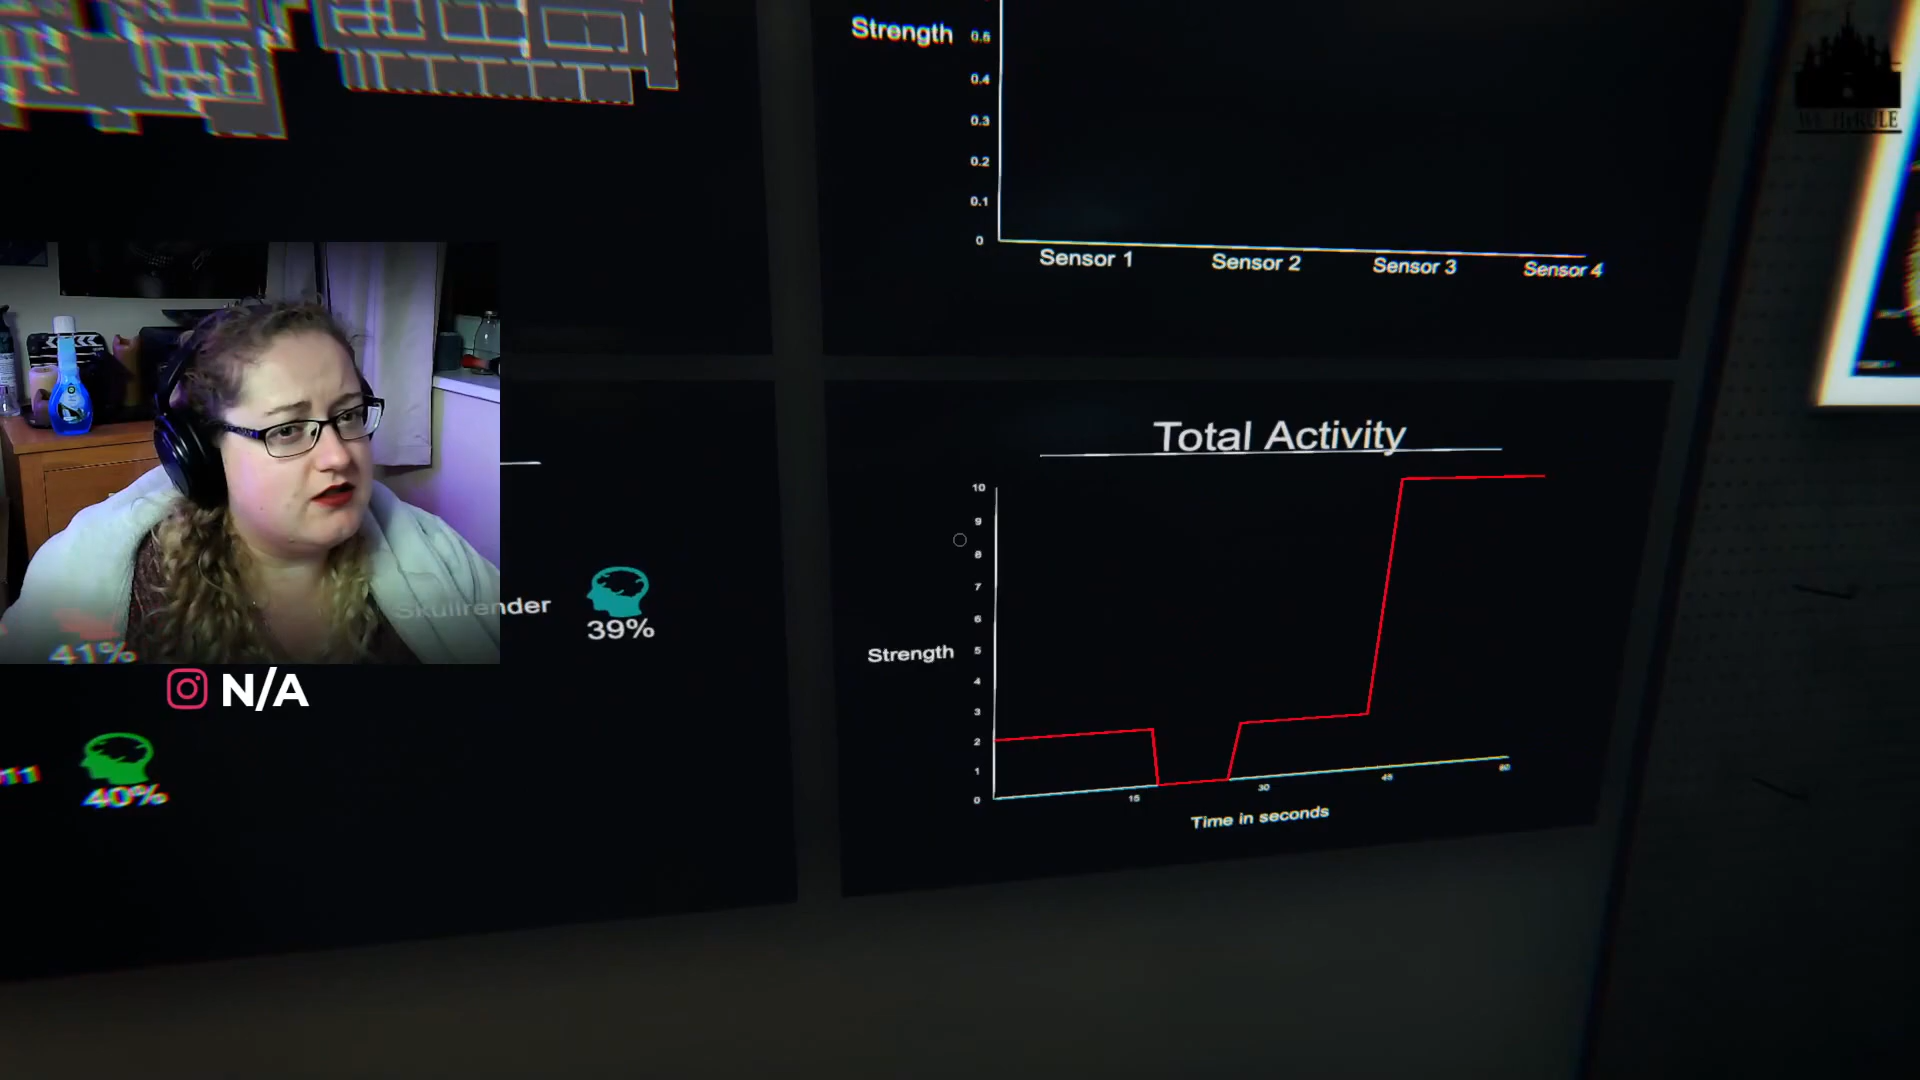 Strength
0.5
0.4
0.3
0.2
0.1
0
Sensor 1
Sensor 2
Sensor 3
Sensor 4
Total Activity
10
9
8
7
6
5
4
3
2
1
0
Strength
15
30
45
60
Time in seconds
Skullrender
39%
41%
N/A
40%